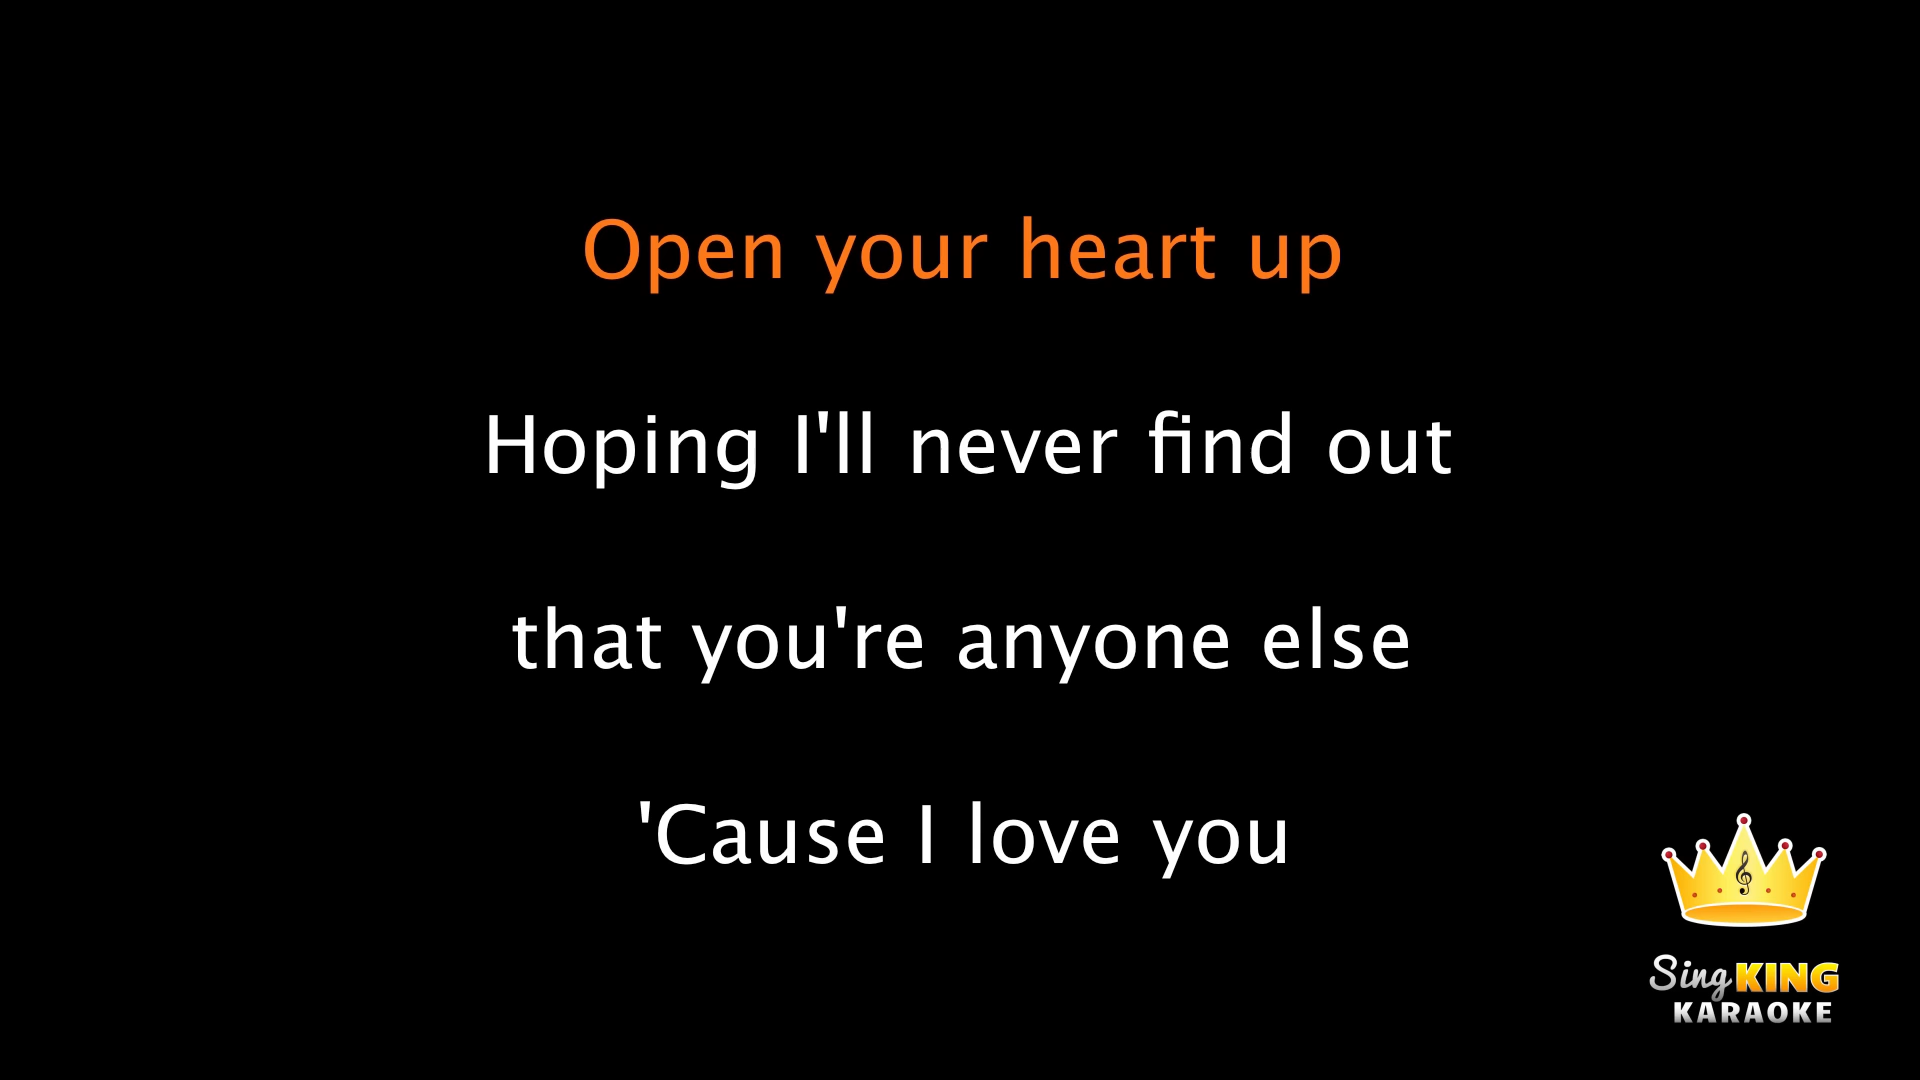 Open your heart up
Hoping I'll never find out
that you're anyone else
'Cause I love you
Sing KING
KARAOKE